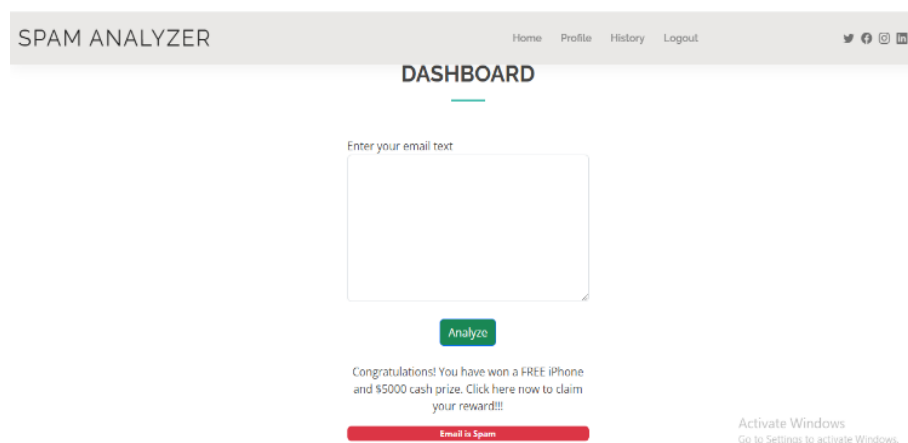 SPAM ANALYZER
Home Profile History Logout
DASHBOARD
Enter your email text
Analyze
Congratulations! You have won a FREE iPhone
and $5000 cash prize. Click here now to claim
your reward!!!
Email is Spam
Activate Windows
Go to Settings to activate Windows.